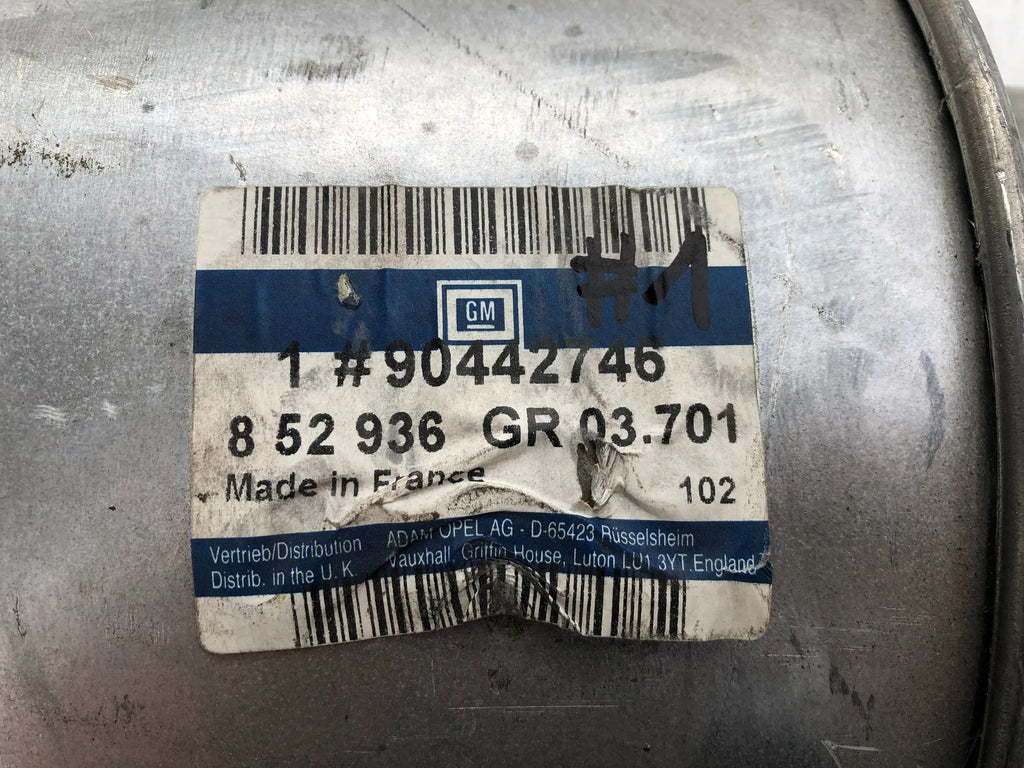 #1
GM
1 #90442746
8 52 936 GR 03.701
Made in France 102
Vertrieb/Distribution ADAM OPEL AG - D-65423 Rüsselsheim
Distrib. in the U. K. Vauxhall, Griffin House, Luton LU1 3YT.England